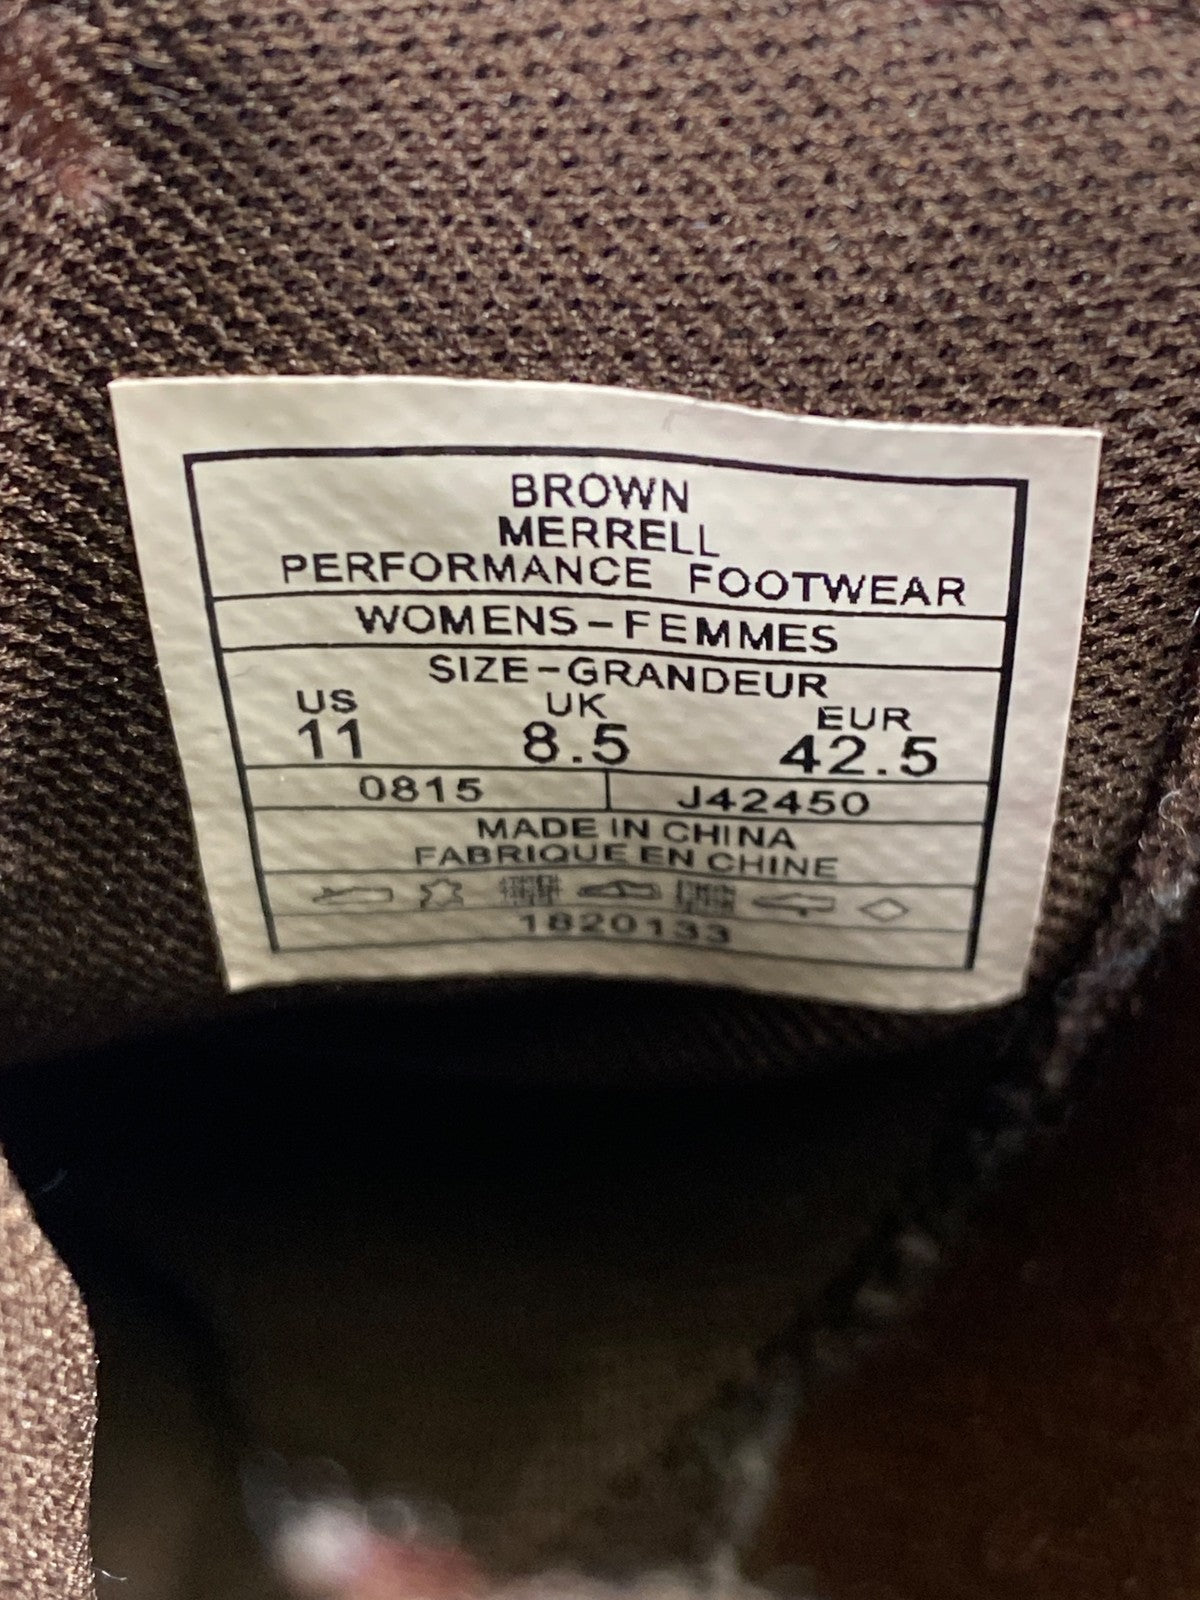 BROWN
MERRELL
PERFORMANCE FOOTWEAR
WOMENS-FEMMES
SIZE-GRANDEUR
US UK EUR
11 8.5 42.5
0815 J42450
MADE IN CHINA
FABRIQUE EN CHINE
1820133